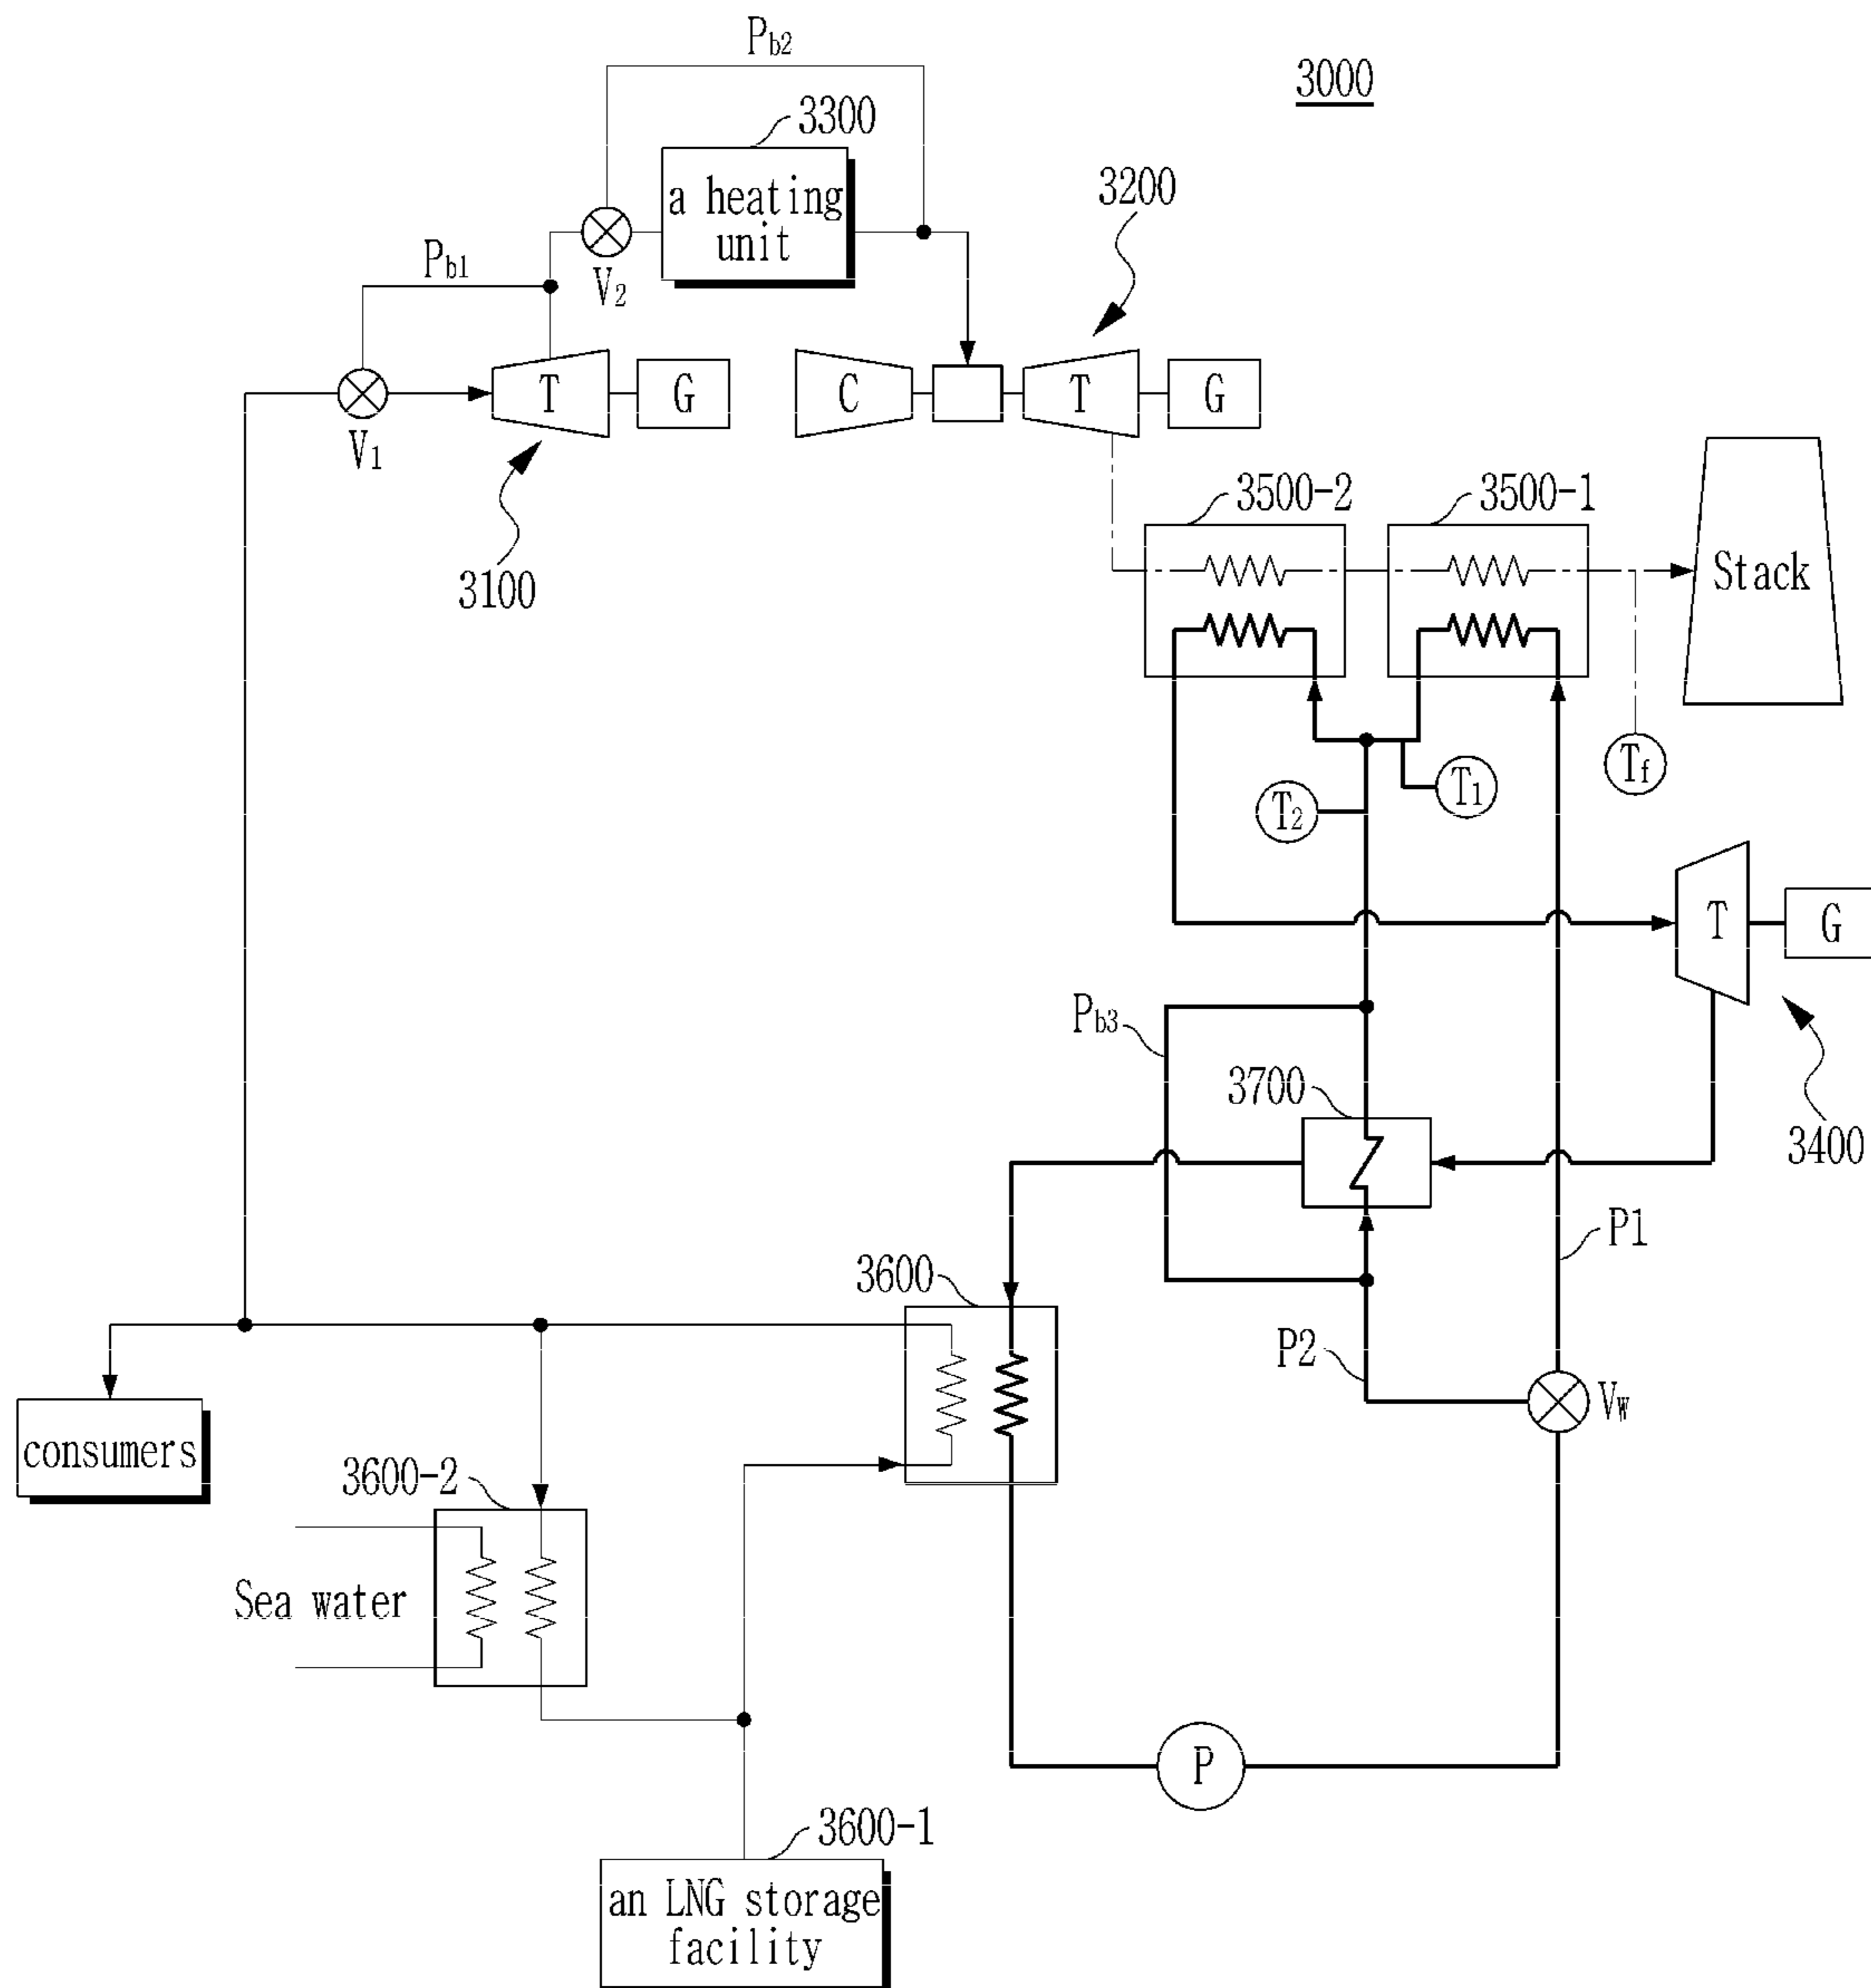 Pb2
3000
3300
a heating
unit
3200
Pb1
V2
T
G
C
T
G
V1
3500-2
3500-1
3100
Stack
Tf
T1
T2
T
G
Pb3
3700
3400
P1
3600
P2
Vw
consumers
3600-2
Sea water
P
3600-1
an LNG storage
facility